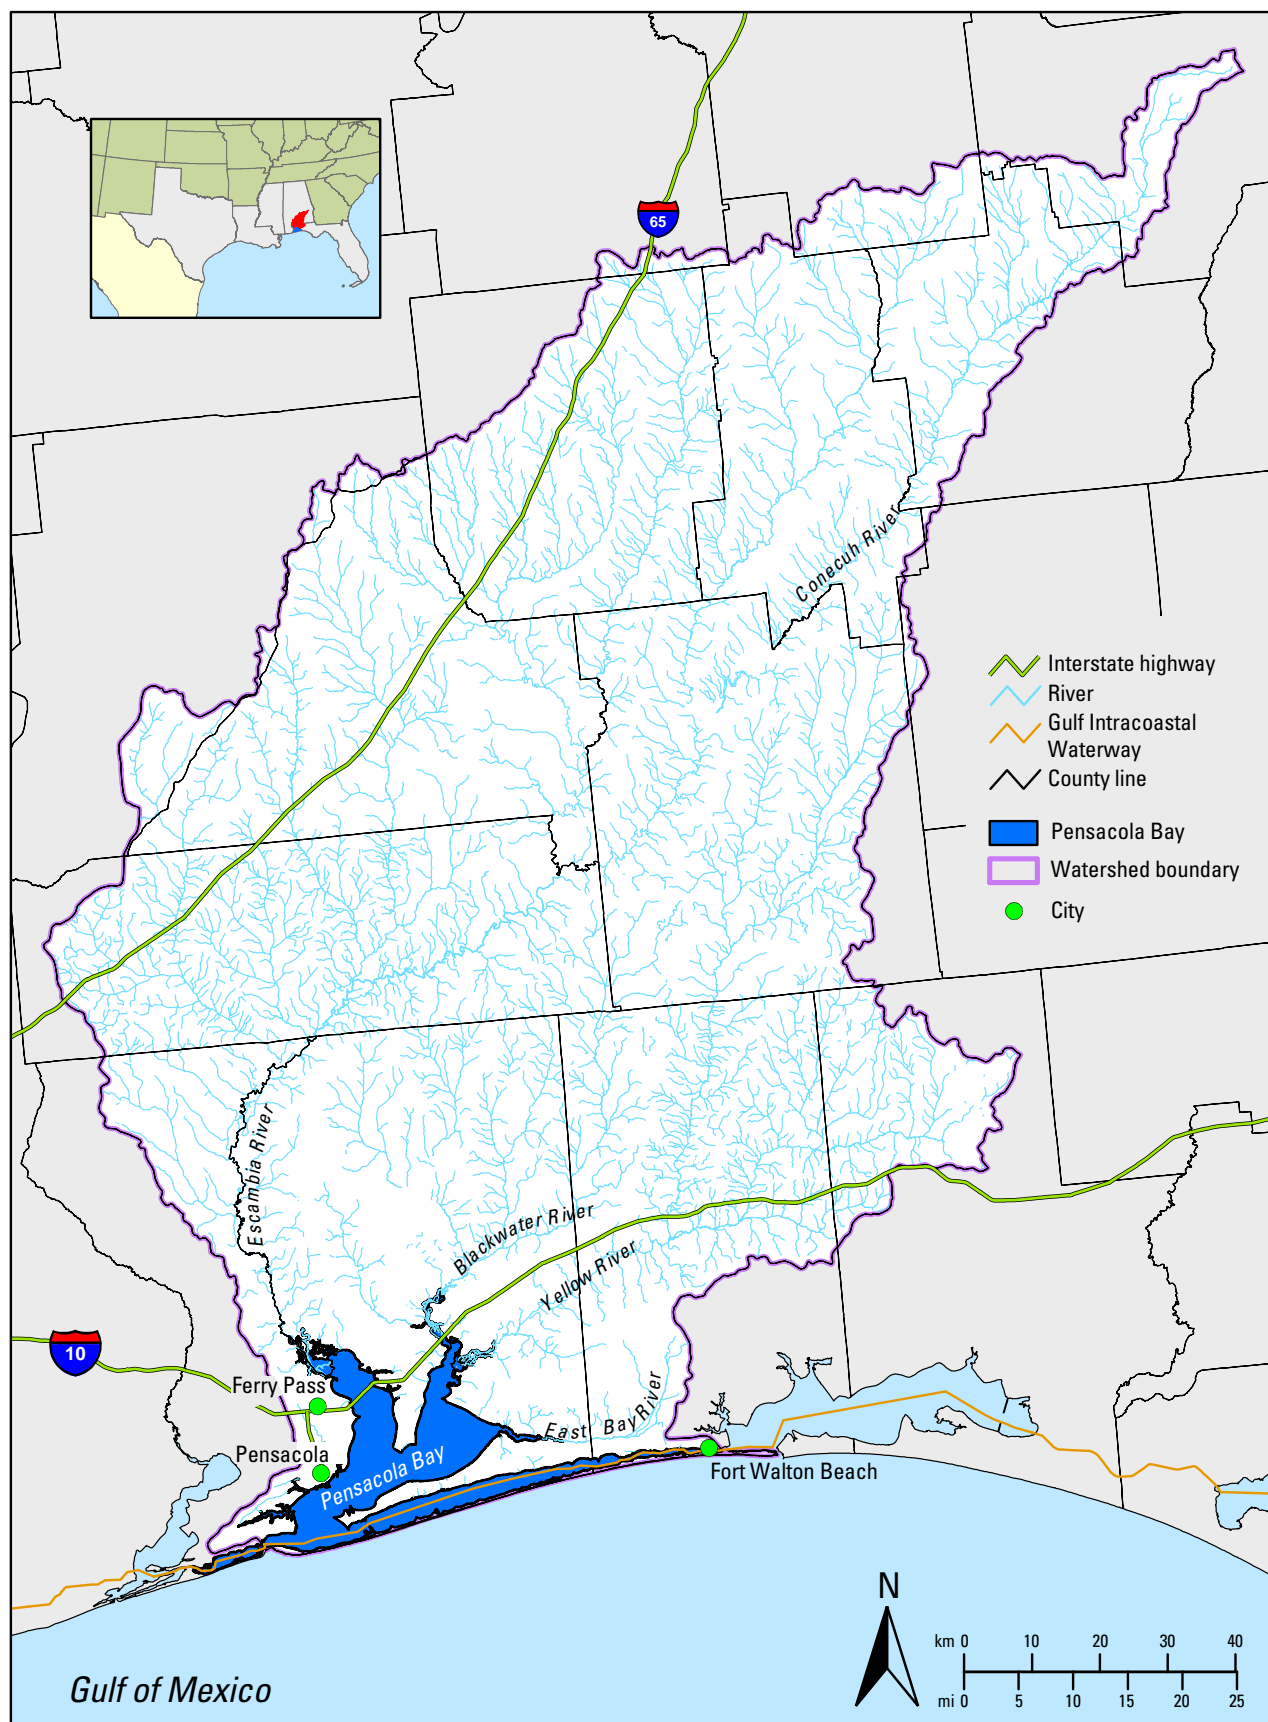 65
Conecuh River
Interstate highway
River
Gulf Intracoastal
Waterway
County line
Pensacola Bay
Watershed boundary
City
Escambia River
Blackwater River
Yellow River
10
Ferry Pass
East Bay River
Pensacola
Pensacola Bay
Fort Walton Beach
N
km 0 10 20 30 40
mi 0 5 10 15 20 25
Gulf of Mexico